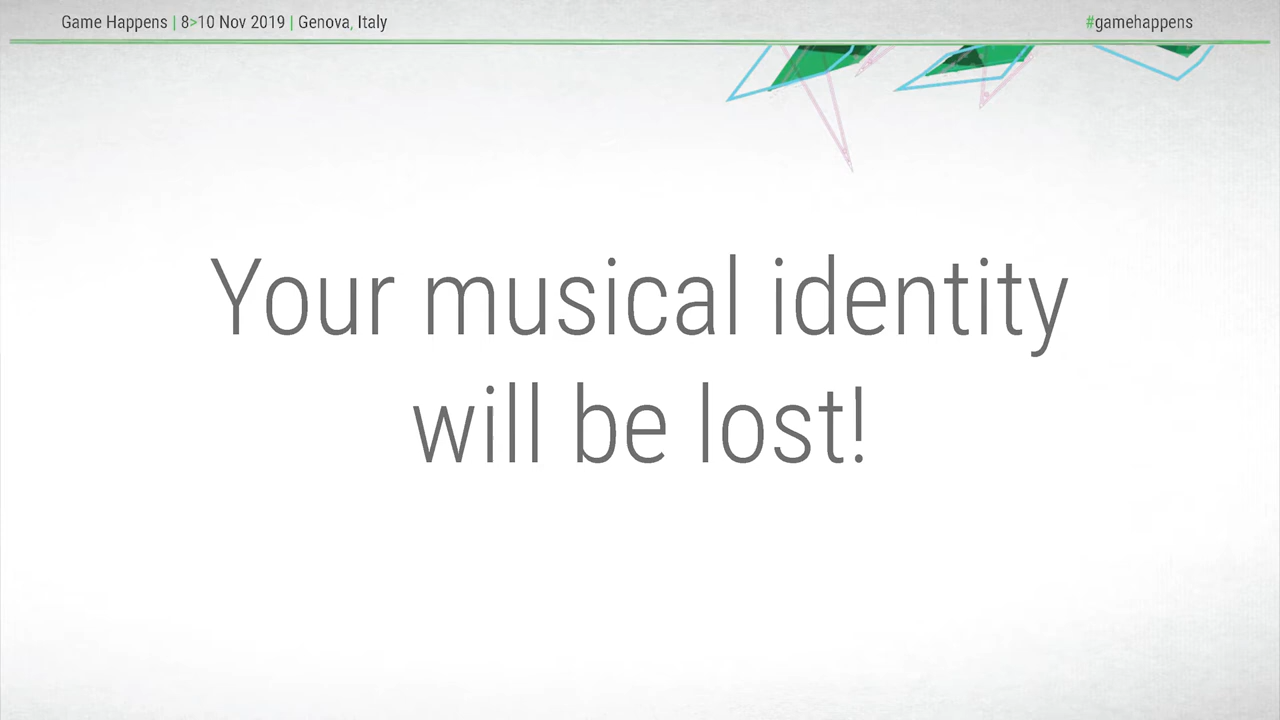 Game Happens | 8>10 Nov 2019 | Genova, Italy #gamehappens
Your musical identity
will be lost!